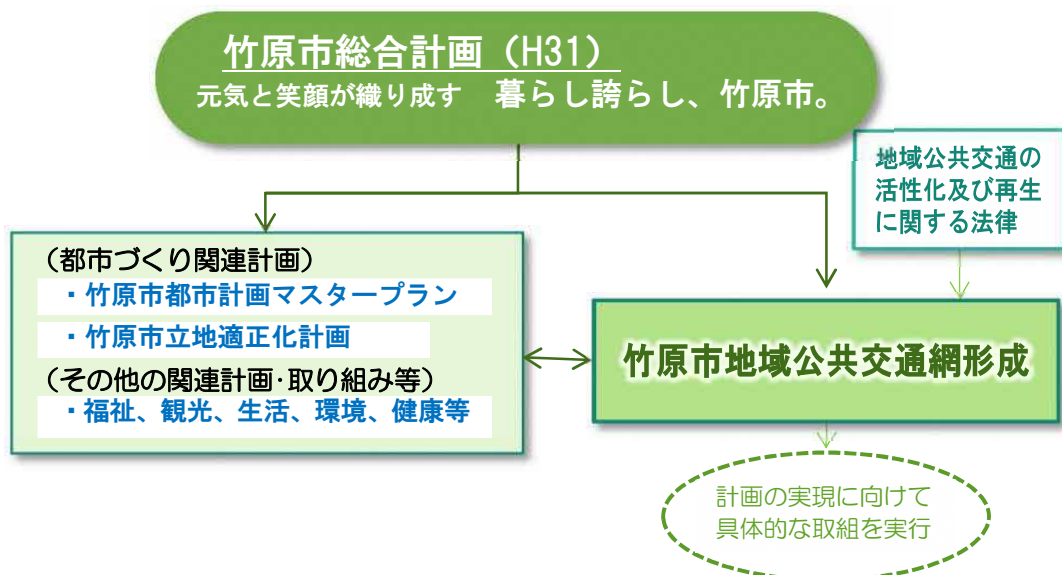 竹原市総合計画（H31）
元気と笑顔が織り成す　暮らし誇らし、竹原市。
地域公共交通の
活性化及び再生
に関する法律
（都市づくり関連計画）
・竹原市都市計画マスタープラン
・竹原市立地適正化計画
（その他の関連計画・取り組み等）
・福祉、観光、生活、環境、健康等
竹原市地域公共交通網形成
計画の実現に向けて
具体的な取組を実行